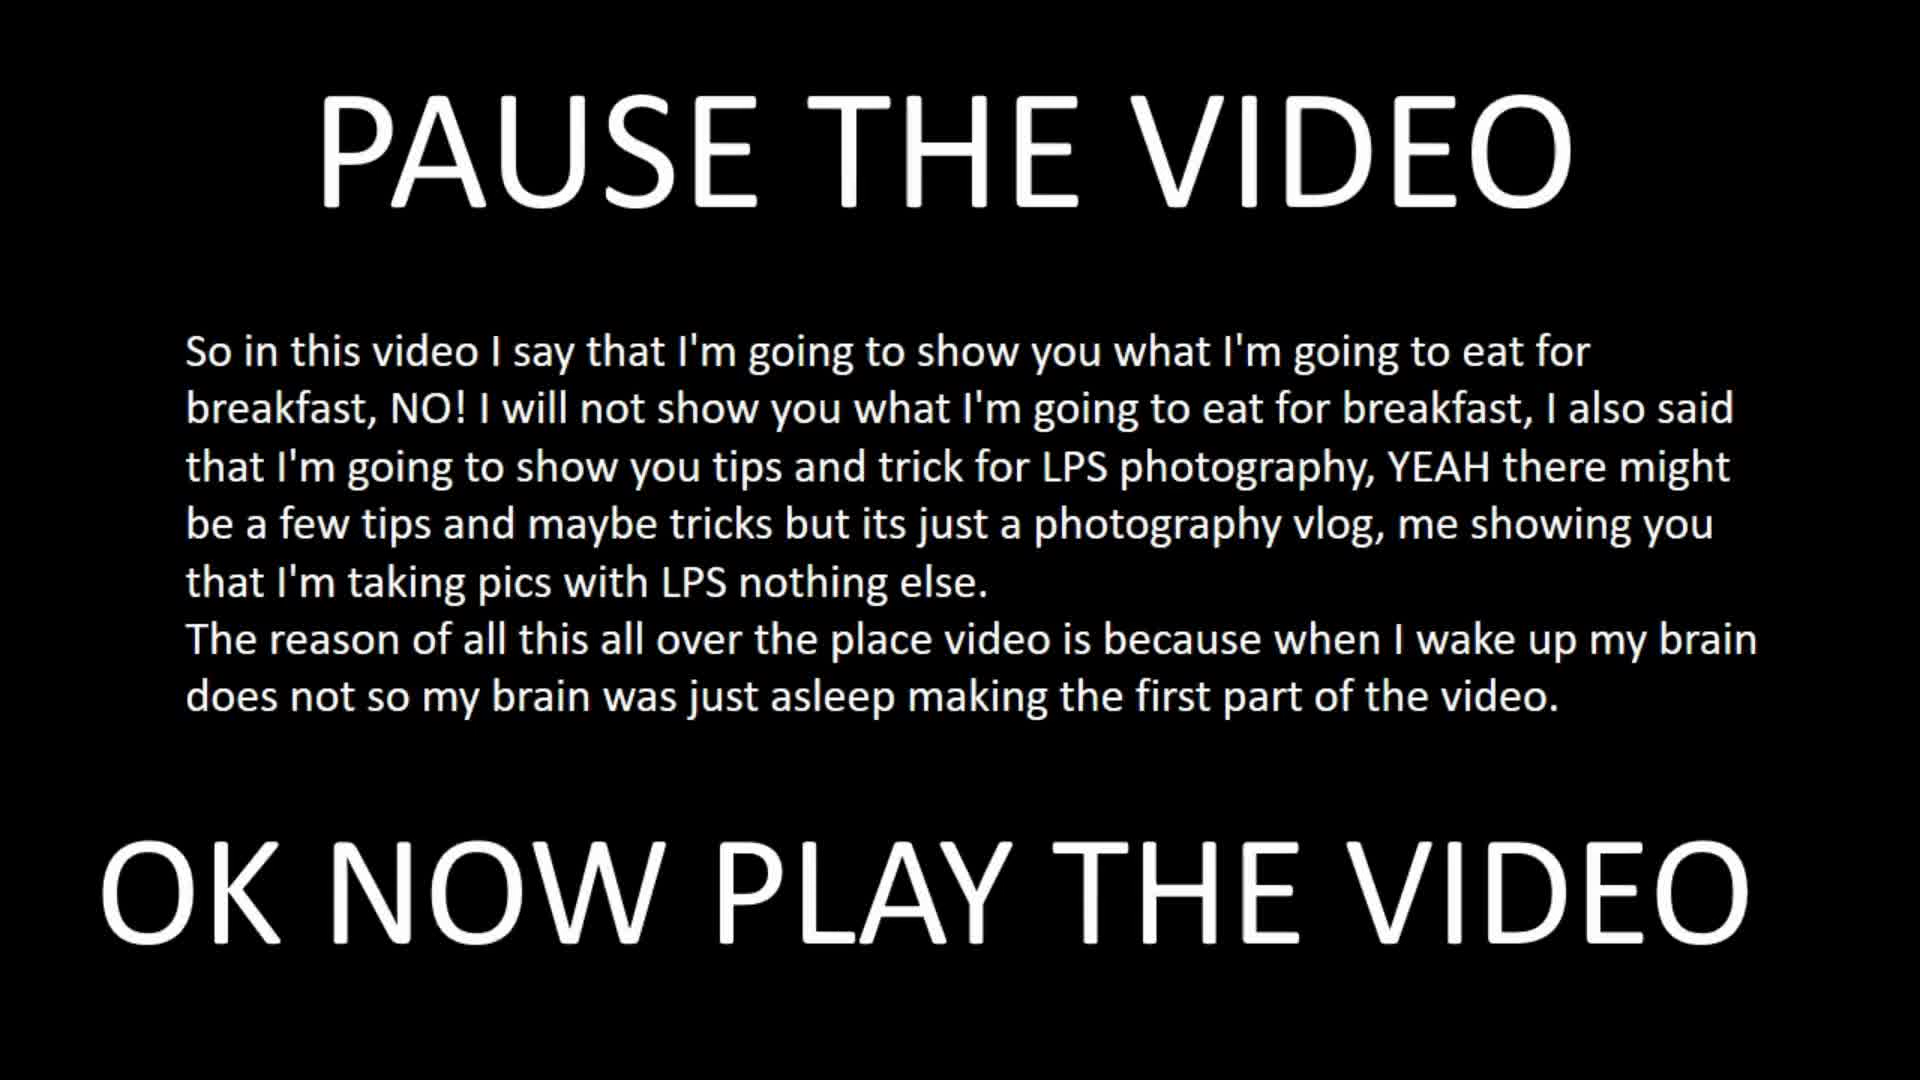 PAUSE THE VIDEO
So in this video I say that I'm going to show you what I'm going to eat for
breakfast, NO! I will not show you what I'm going to eat for breakfast, I also said
that I'm going to show you tips and trick for LPS photography, YEAH there might
be a few tips and maybe tricks but its just a photography vlog, me showing you
that I'm taking pics with LPS nothing else.
The reason of all this all over the place video is because when I wake up my brain
does not so my brain was just asleep making the first part of the video.
OK NOW PLAY THE VIDEO